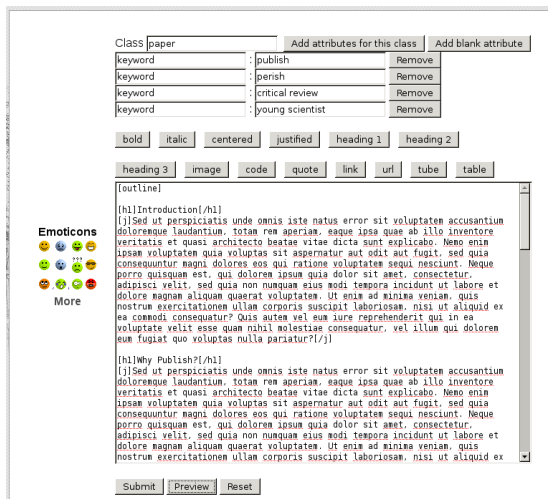 Class paper Add attributes for this class Add blank attribute
keyword : publish Remove
keyword : perish Remove
keyword : critical review Remove
keyword : young scientist Remove
bold italic centered justified heading 1 heading 2
heading 3 image code quote link url tube table
[outline]
[h1]Introduction[/h1]
[j]Sed ut perspiciatis unde omnis iste natus error sit voluptatem accusantium
doloremque laudantium, totam rem aperiam, eaque ipsa quae ab illo inventore
veritatis et quasi architecto beatae vitae dicta sunt explicabo. Nemo enim
ipsam voluptatem quia voluptas sit aspernatur aut odit aut fugit, sed quia
consequuntur magni dolores eos qui ratione voluptatem sequi nesciunt. Neque
porro quisquam est, qui dolorem ipsum quia dolor sit amet, consectetur,
adipisci velit, sed quia non numquam eius modi tempora incidunt ut labore et
dolore magnam aliquam quaerat voluptatem. Ut enim ad minima veniam, quis
nostrum exercitationem ullam corporis suscipit laboriosam, nisi ut aliquid ex
ea commodi consequatur? Quis autem vel eum iure reprehenderit qui in ea
voluptate velit esse quam nihil molestiae consequatur, vel illum qui dolorem
eum fugiat quo voluptas nulla pariatur?[/j]
[h1]Why Publish?[/h1]
[j]Sed ut perspiciatis unde omnis iste natus error sit voluptatem accusantium
doloremque laudantium, totam rem aperiam, eaque ipsa quae ab illo inventore
veritatis et quasi architecto beatae vitae dicta sunt explicabo. Nemo enim
ipsam voluptatem quia voluptas sit aspernatur aut odit aut fugit, sed quia
consequuntur magni dolores eos qui ratione voluptatem sequi nesciunt. Neque
porro quisquam est, qui dolorem ipsum quia dolor sit amet, consectetur,
adipisci velit, sed quia non numquam eius modi tempora incidunt ut labore et
dolore magnam aliquam quaerat voluptatem. Ut enim ad minima veniam, quis
nostrum exercitationem ullam corporis suscipit laboriosam, nisi ut aliquid ex
Emoticons
More
Submit Preview Reset